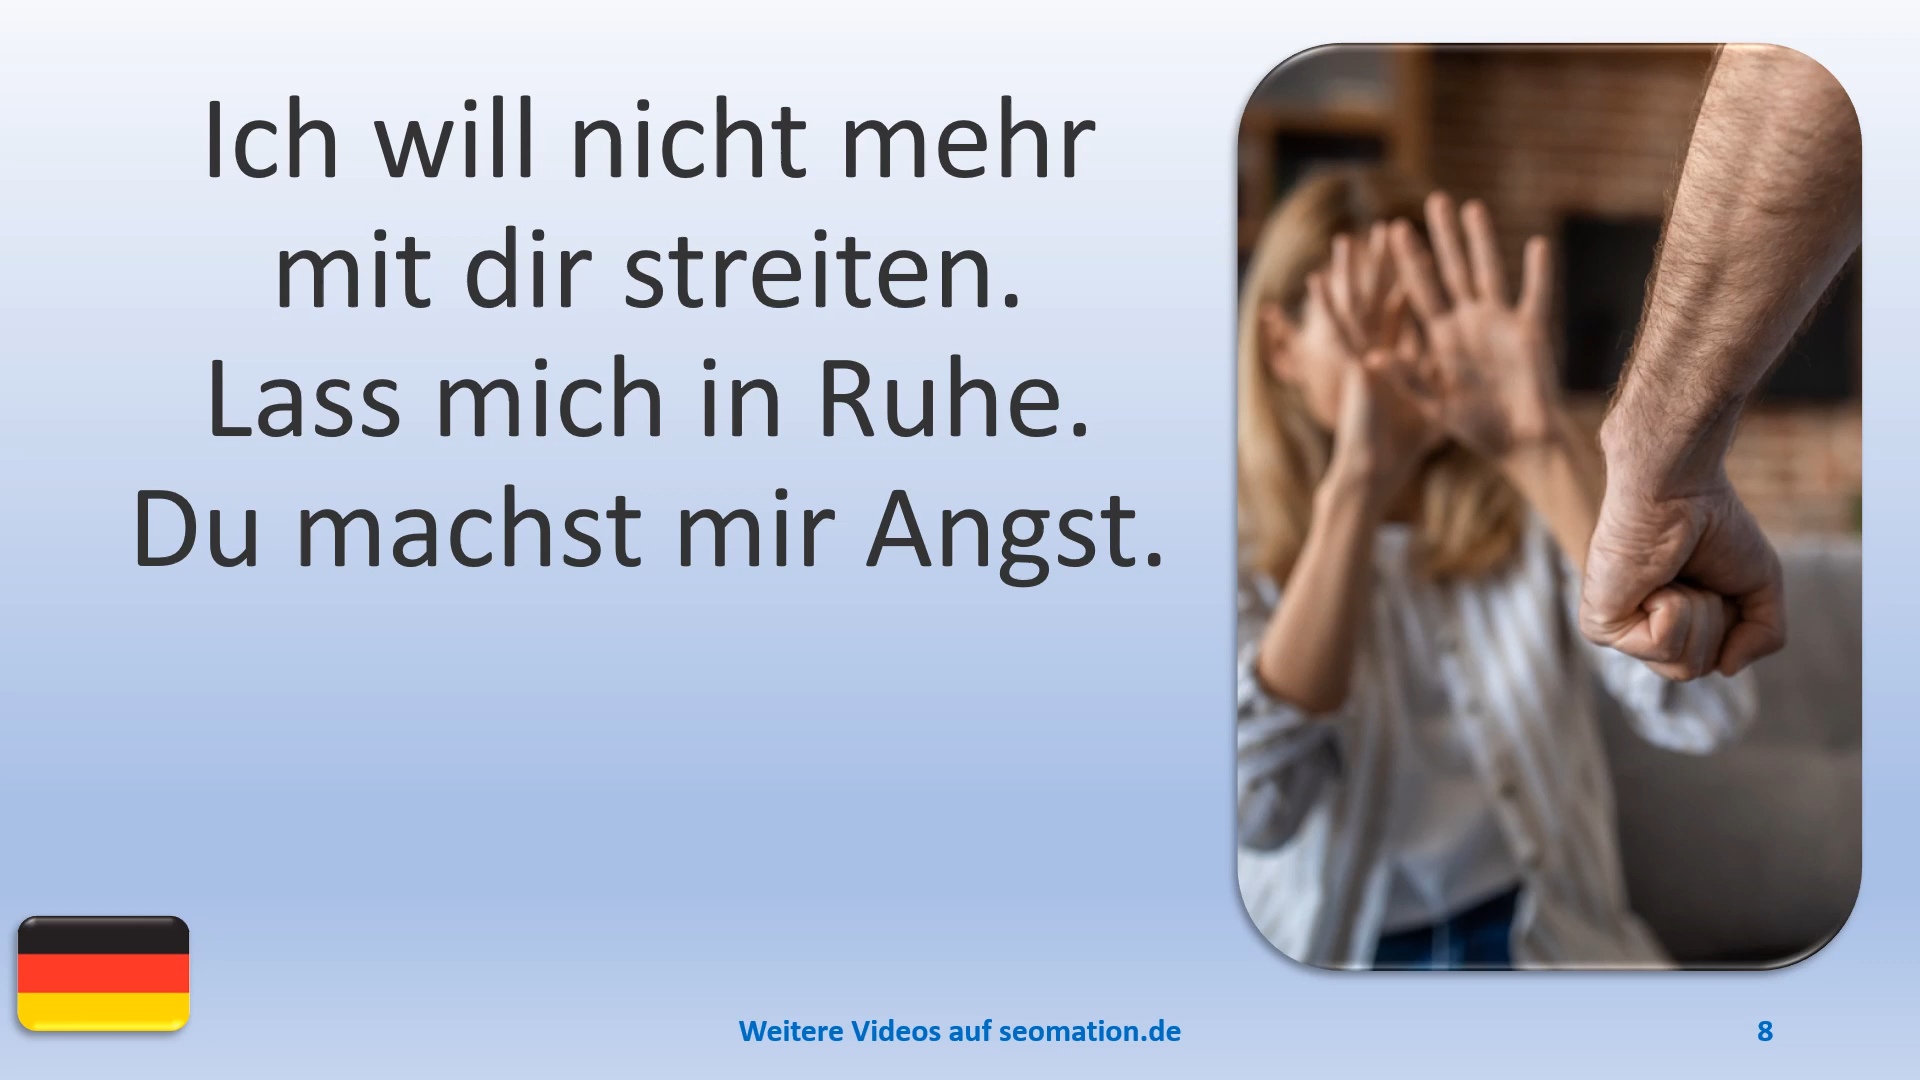 Ich will nicht mehr
mit dir streiten.
Lass mich in Ruhe.
Du machst mir Angst.
Weitere Videos auf seomation.de
8